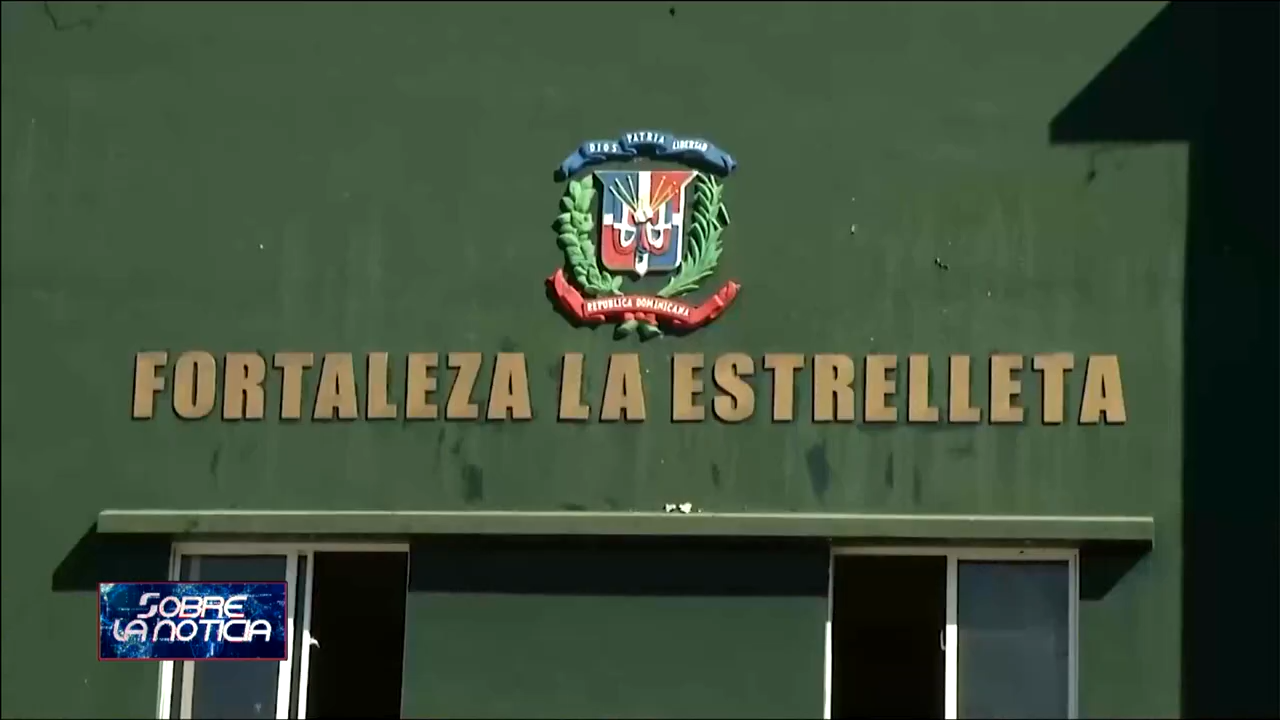 DIOS PATRIA LIBERTAD
REPUBLICA DOMINICANA
FORTALEZA LA ESTRELLETA
SOBRE
LA NOTICIA